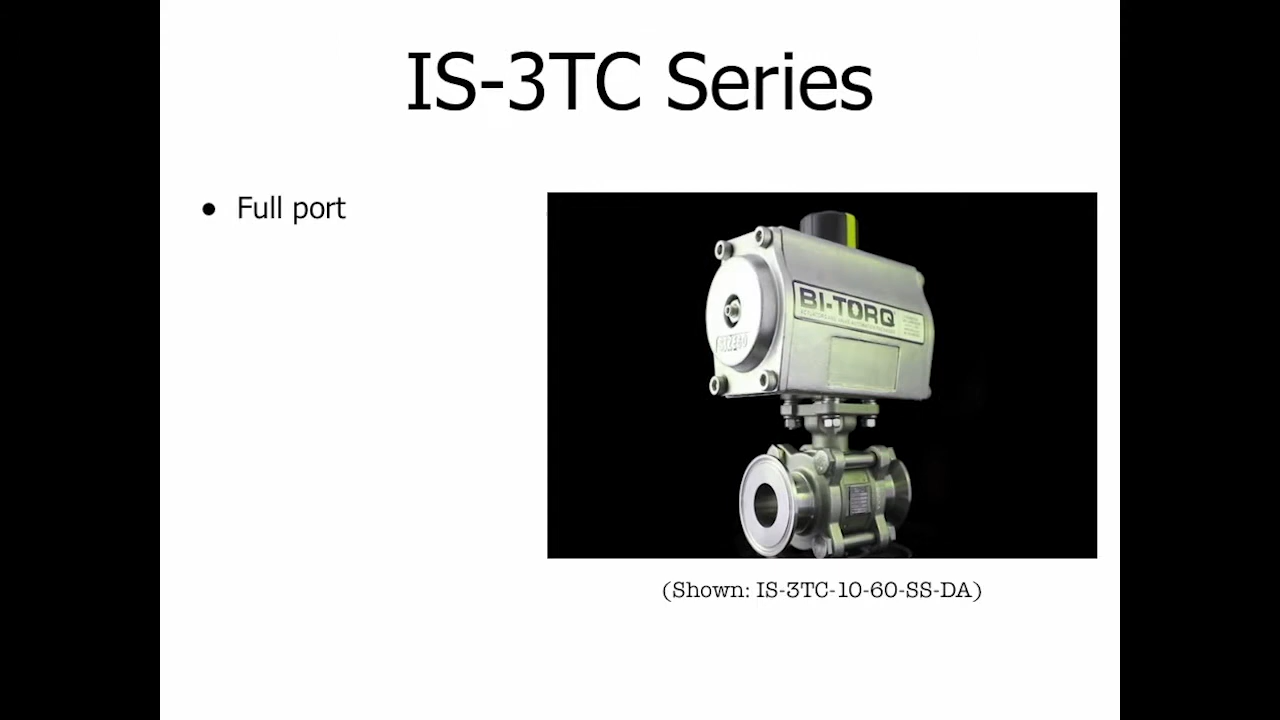 IS-3TC Series
● Full port
BI-TORQ
(Shown: IS-3TC-10-60-SS-DA)